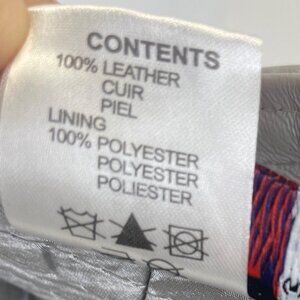 CONTENTS
100% LEATHER
CUIR
PIEL
LINING
100% POLYESTER
POLYESTER
POLIESTER